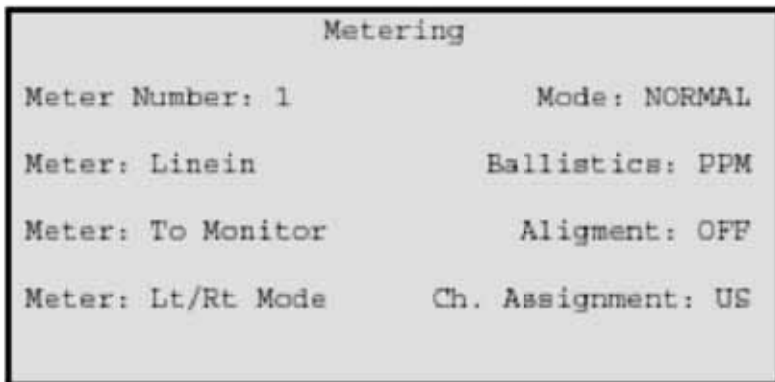 Metering
Meter Number: 1 Mode: NORMAL
Meter: Linein Ballistics: PPM
Meter: To Monitor Aligment: OFF
Meter: Lt/Rt Mode Ch. Assignment: US